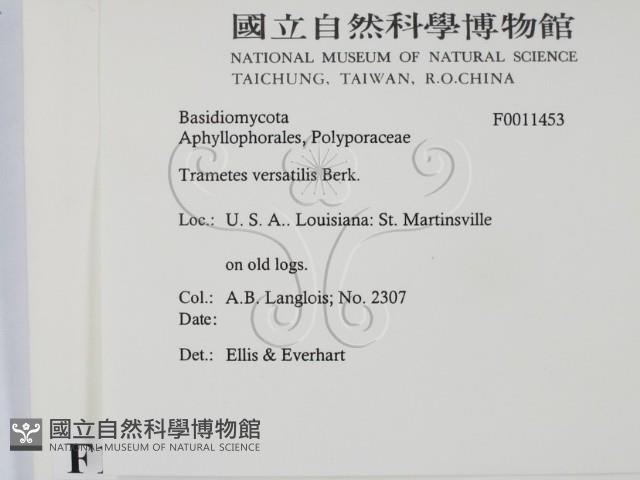 國立自然科學博物館
NATIONAL MUSEUM OF NATURAL SCIENCE
TAICHUNG, TAIWAN, R.O.CHINA
Basidiomycota F0011453
Aphyllophorales, Polyporaceae
Trametes versatilis Berk.
Loc.: U. S. A.. Louisiana: St. Martinsville
on old logs.
Col.: A.B. Langlois; No. 2307
Date:
Det.: Ellis & Everhart
國立自然科學博物館
NATIONAL MUSEUM OF NATURAL SCIENCE
F